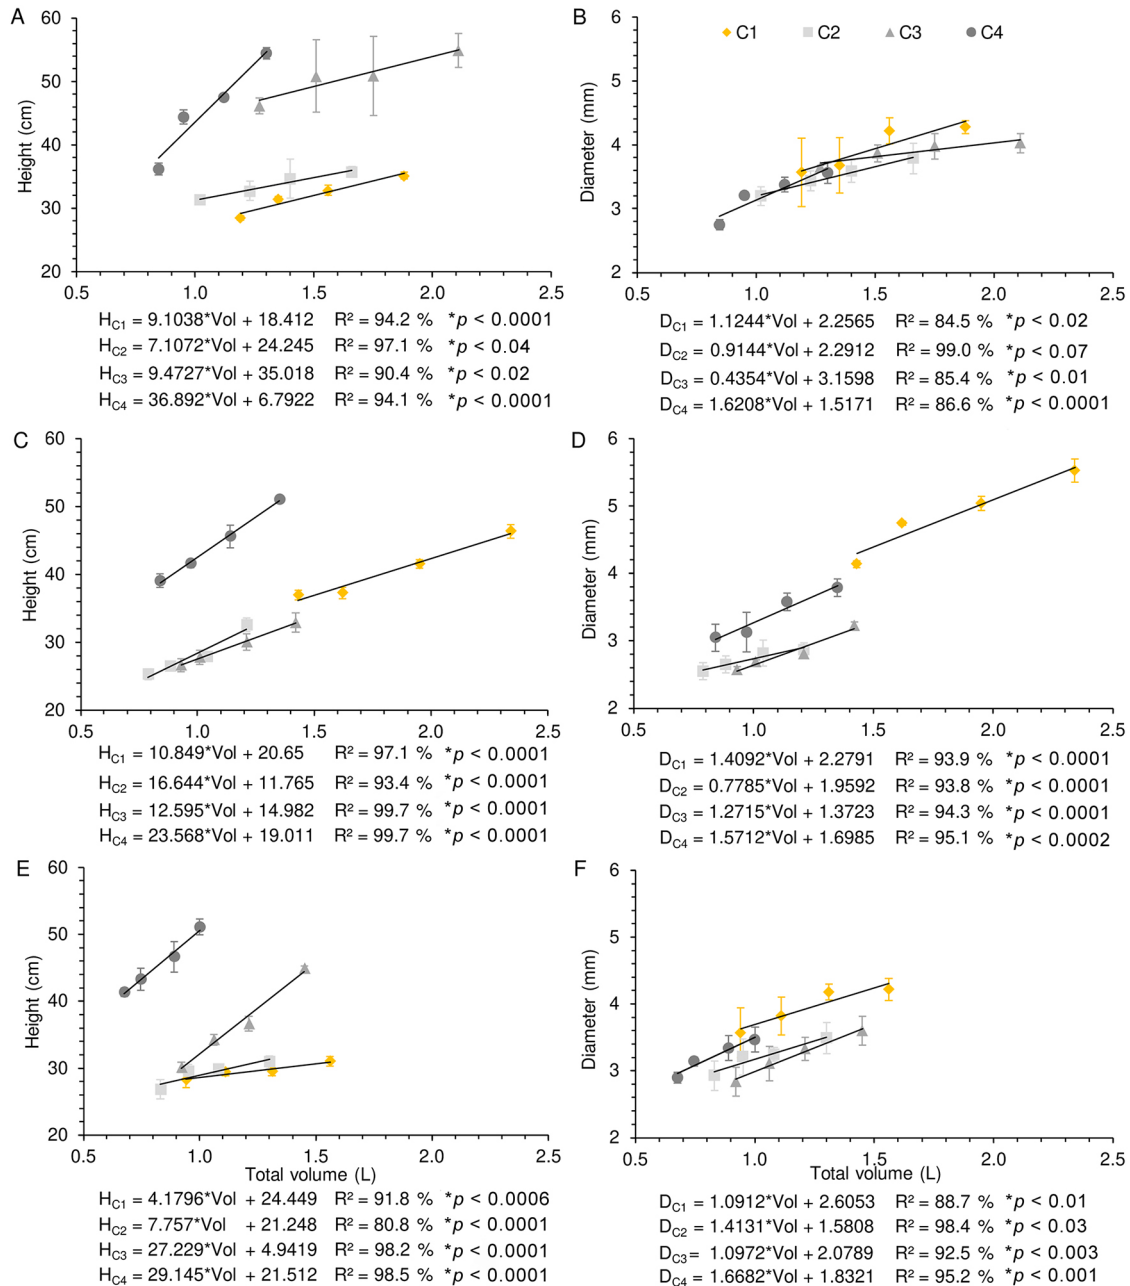 A
Height (cm)
60
50
40
30
20
0.5 1.0 1.5 2.0 2.5
H_C1 = 9.1038*Vol + 18.412 R² = 94.2 % *p < 0.0001
H_C2 = 7.1072*Vol + 24.245 R² = 97.1 % *p < 0.04
H_C3 = 9.4727*Vol + 35.018 R² = 90.4 % *p < 0.02
H_C4 = 36.892*Vol + 6.7922 R² = 94.1 % *p < 0.0001
B
C1 C2 C3 C4
Diameter (mm)
6
5
4
3
2
0.5 1.0 1.5 2.0 2.5
D_C1 = 1.1244*Vol + 2.2565 R² = 84.5 % *p < 0.02
D_C2 = 0.9144*Vol + 2.2912 R² = 99.0 % *p < 0.07
D_C3 = 0.4354*Vol + 3.1598 R² = 85.4 % *p < 0.01
D_C4 = 1.6208*Vol + 1.5171 R² = 86.6 % *p < 0.0001
C
Height (cm)
60
50
40
30
20
0.5 1.0 1.5 2.0 2.5
H_C1 = 10.849*Vol + 20.65 R² = 97.1 % *p < 0.0001
H_C2 = 16.644*Vol + 11.765 R² = 93.4 % *p < 0.0001
H_C3 = 12.595*Vol + 14.982 R² = 99.7 % *p < 0.0001
H_C4 = 23.568*Vol + 19.011 R² = 99.7 % *p < 0.0001
D
Diameter (mm)
6
5
4
3
2
0.5 1.0 1.5 2.0 2.5
D_C1 = 1.4092*Vol + 2.2791 R² = 93.9 % *p < 0.0001
D_C2 = 0.7785*Vol + 1.9592 R² = 93.8 % *p < 0.0001
D_C3 = 1.2715*Vol + 1.3723 R² = 94.3 % *p < 0.0001
D_C4 = 1.5712*Vol + 1.6985 R² = 95.1 % *p < 0.0002
E
Height (cm)
60
50
40
30
20
0.5 1.0 1.5 2.0 2.5
Total volume (L)
H_C1 = 4.1796*Vol + 24.449 R² = 91.8 % *p < 0.0006
H_C2 = 7.757*Vol + 21.248 R² = 80.8 % *p < 0.0001
H_C3 = 27.229*Vol + 4.9419 R² = 98.2 % *p < 0.0001
H_C4 = 29.145*Vol + 21.512 R² = 98.5 % *p < 0.0001
F
Diameter (mm)
6
5
4
3
2
0.5 1.0 1.5 2.0 2.5
Total volume (L)
D_C1 = 1.0912*Vol + 2.6053 R² = 88.7 % *p < 0.01
D_C2 = 1.4131*Vol + 1.5808 R² = 98.4 % *p < 0.03
D_C3= 1.0972*Vol + 2.0789 R² = 92.5 % *p < 0.003
D_C4 = 1.6682*Vol + 1.8321 R² = 95.2 % *p < 0.001